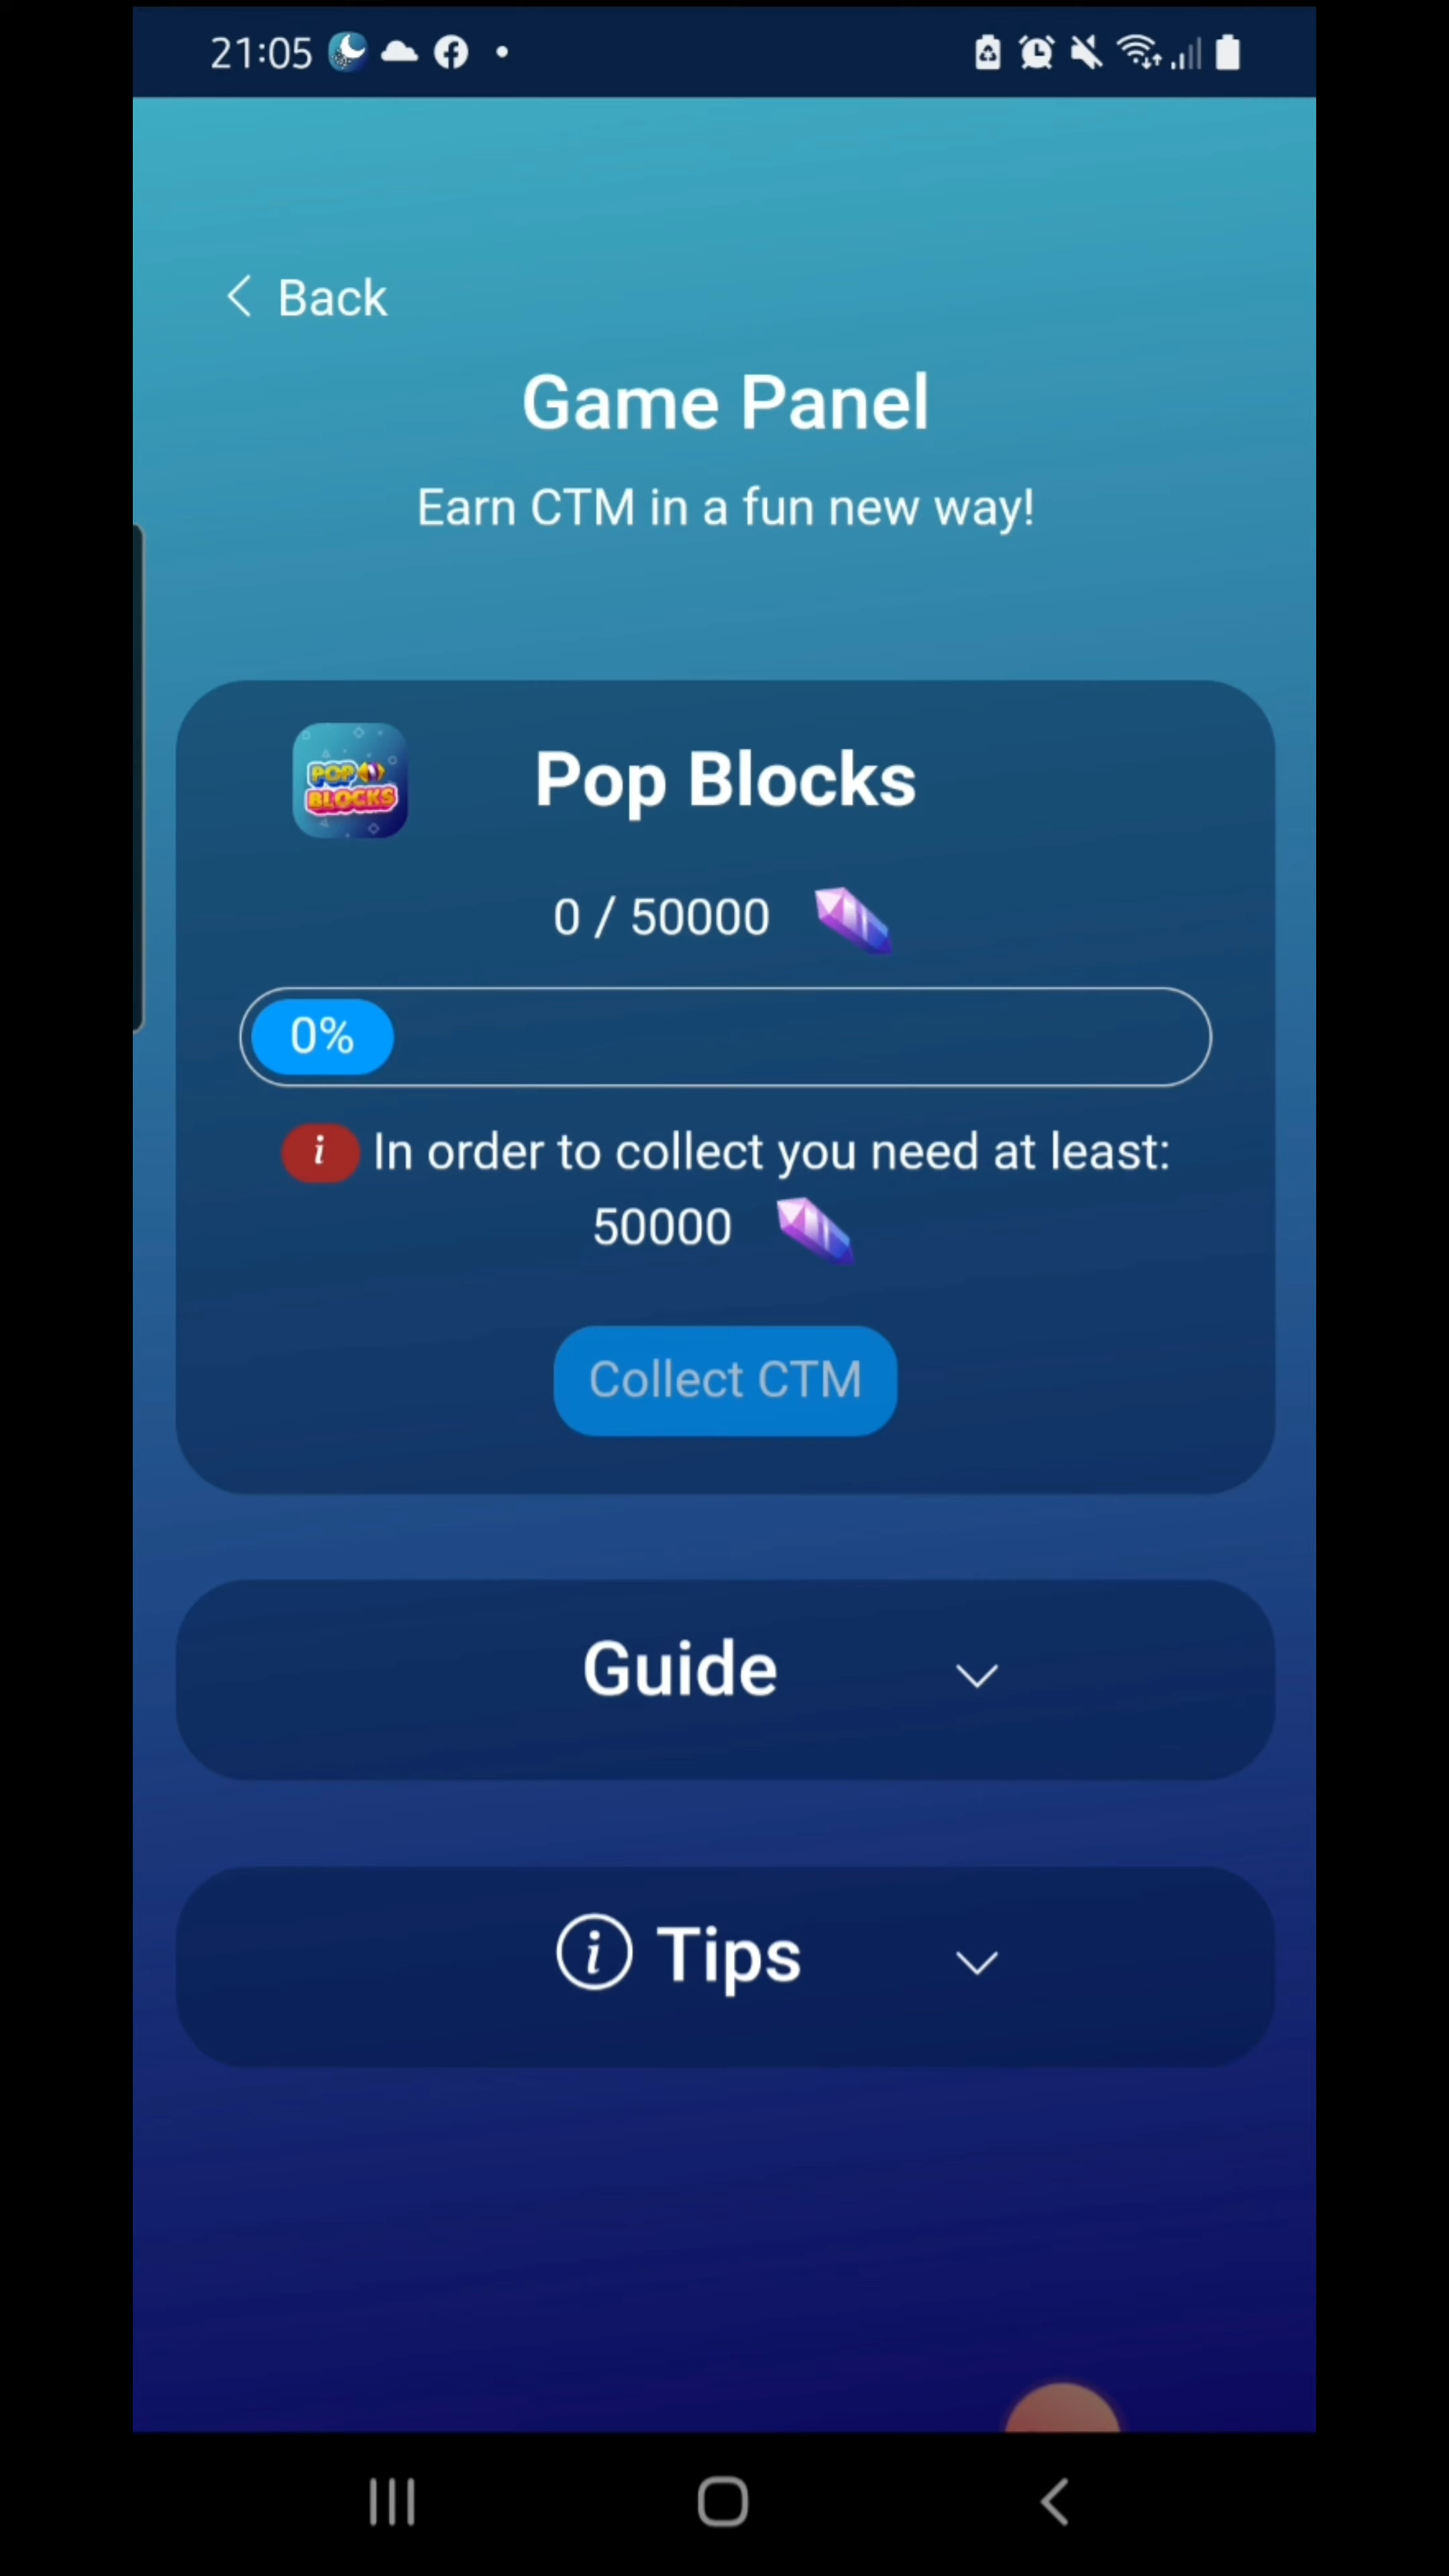 21:05
Back
Game Panel
Earn CTM in a fun new way!
POP
BLOCKS
Pop Blocks
0 / 50000
0%
i In order to collect you need at least:
50000
Collect CTM
Guide
i Tips